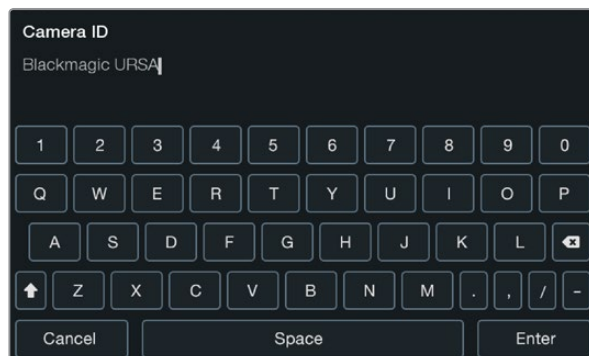 Camera ID
Blackmagic URSA
1 2 3 4 5 6 7 8 9 0
Q W E R T Y U I O P
A S D F G H J K L
Z X C V B N M . , / -
Cancel Space Enter